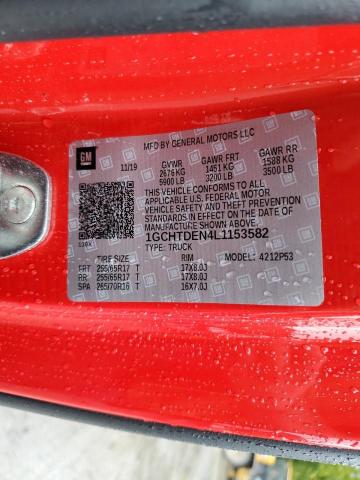 GM
MFD BY GENERAL MOTORS LLC
11/19
GVWR GAWR FRT GAWR RR
2676 KG 1451 KG 1588 KG
5900 LB 3200 LB 3500 LB
THIS VEHICLE CONFORMS TO ALL
APPLICABLE U.S. FEDERAL MOTOR
VEHICLE SAFETY STANDARDS IN
EFFECT ON THE DATE OF
MANUFACTURE SHOWN ABOVE.
1GCHTDEN4L1153582
TYPE: TRUCK MODEL: 4212P53
TIRE SIZE RIM
FRT 255/65R17 T 17X8.0J
RR 255/65R17 T 17X8.0J
SPA 265/70R16 T 16X7.0J